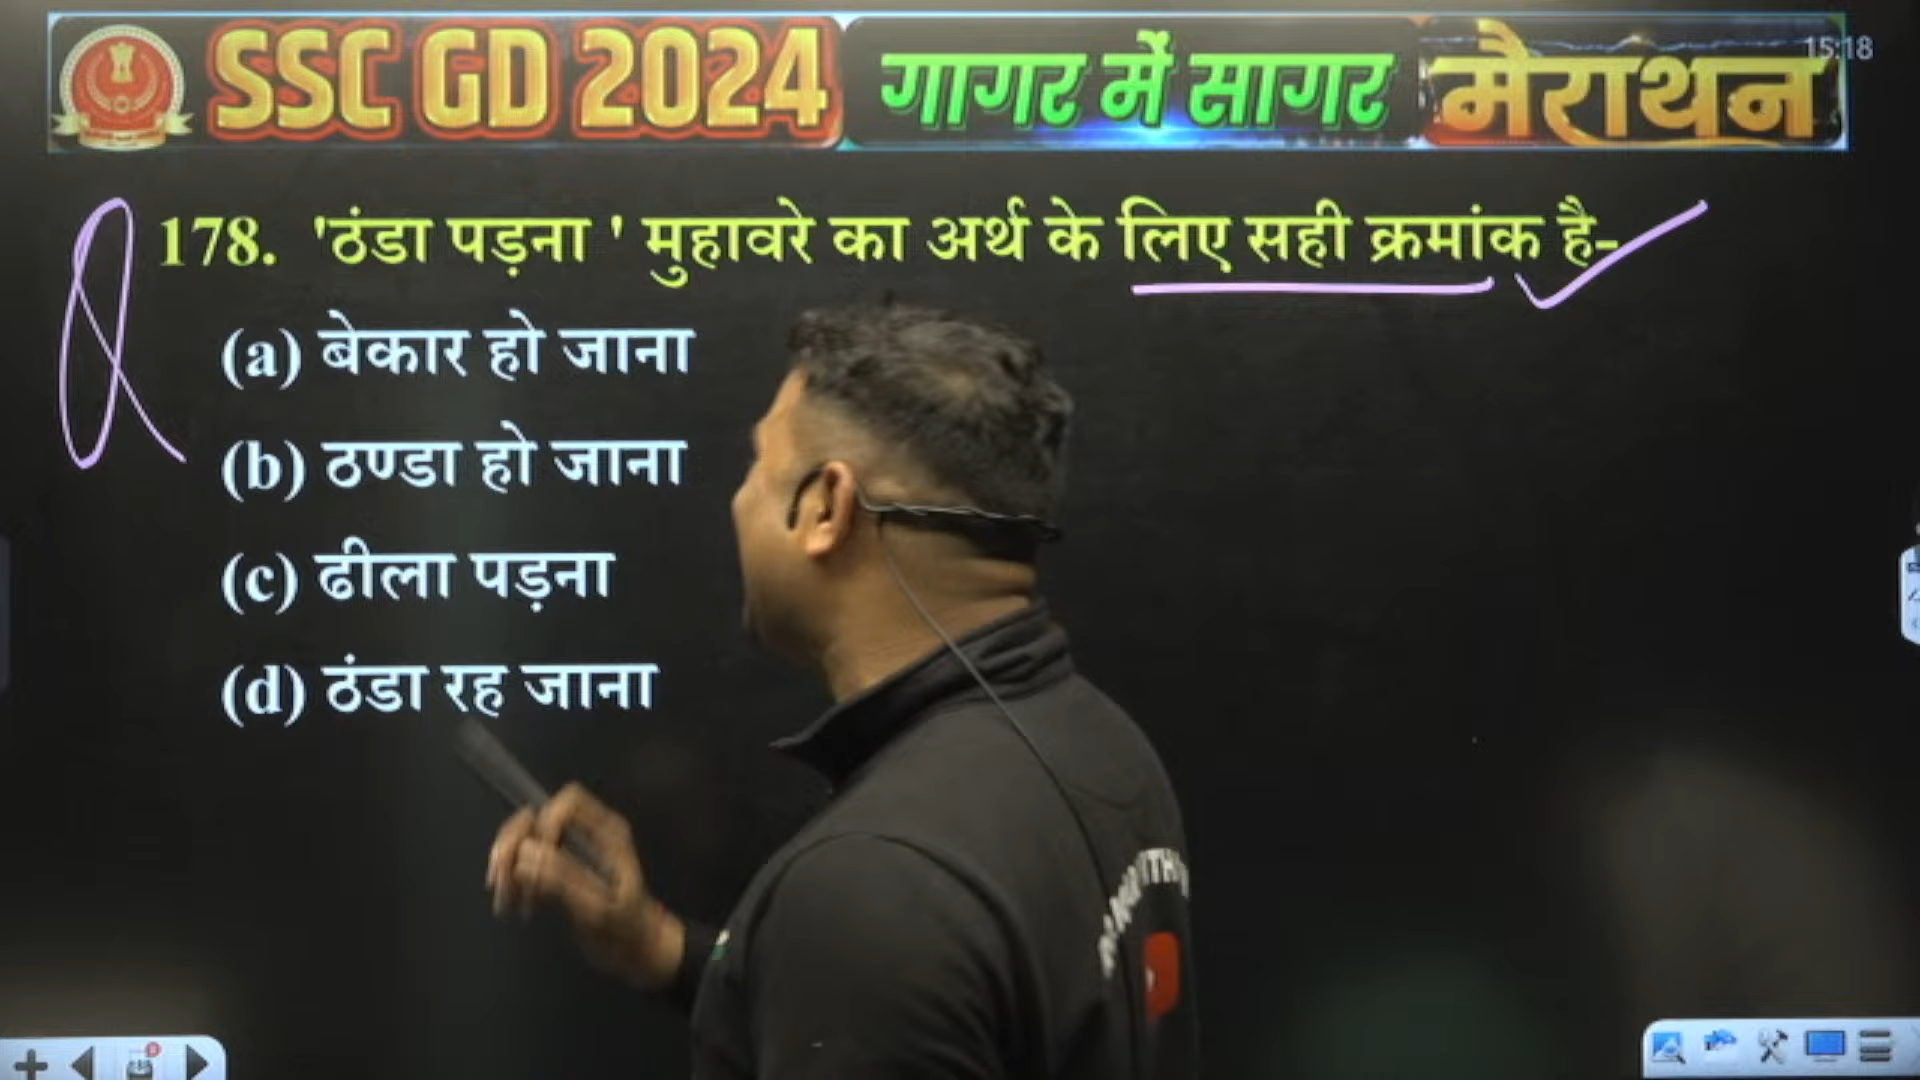 SSC GD 2024 गागर में सागर मैराथन
15:18
178. 'ठंडा पड़ना ' मुहावरे का अर्थ के लिए सही क्रमांक है-
(a) बेकार हो जाना
(b) ठण्डा हो जाना
(c) ढीला पड़ना
(d) ठंडा रह जाना